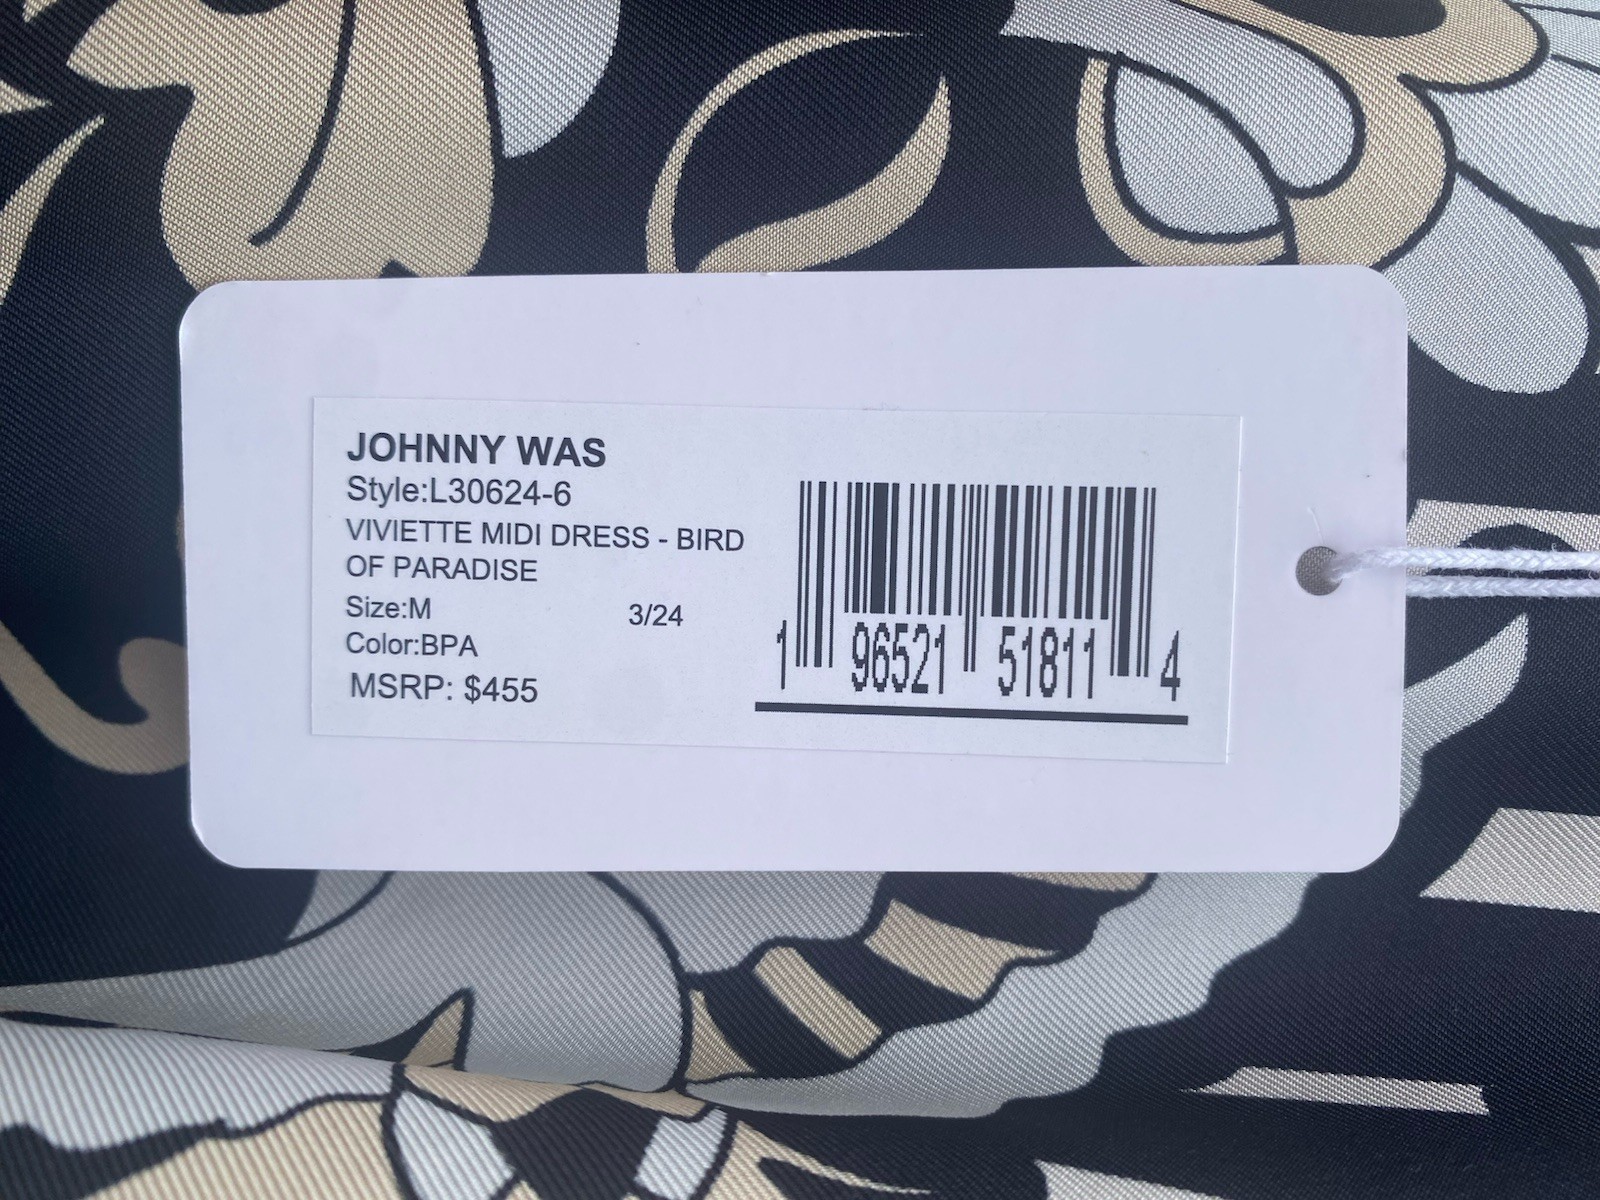 JOHNNY WAS
Style:L30624-6
VIVIETTE MIDI DRESS - BIRD
OF PARADISE
Size:M 3/24
Color:BPA
MSRP: $455
1 96521 51811 4